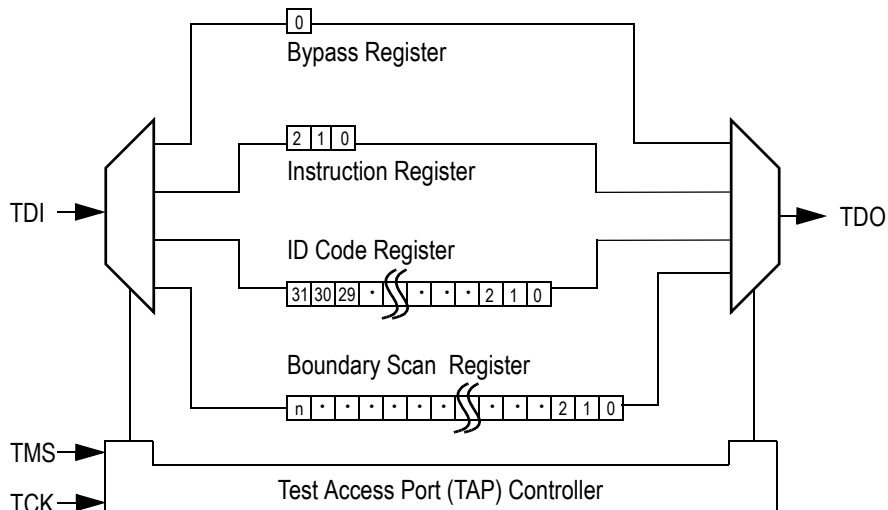 0
Bypass Register
2 1 0
Instruction Register
TDI
TDO
ID Code Register
31 30 29 · · · · 2 1 0
Boundary Scan Register
n · · · · · · · · · 2 1 0
TMS
Test Access Port (TAP) Controller
TCK